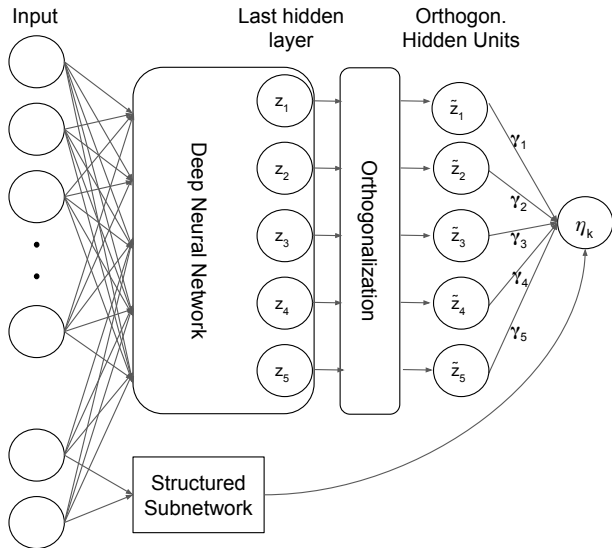 Input
Last hidden
layer
Orthogon.
Hidden Units
Deep Neural Network
z₁
z₂
z₃
z₄
z₅
Orthogonalization
z̃₁
z̃₂
z̃₃
z̃₄
z̃₅
γ₁
γ₂
γ₃
γ₄
γ₅
ηₖ
Structured
Subnetwork